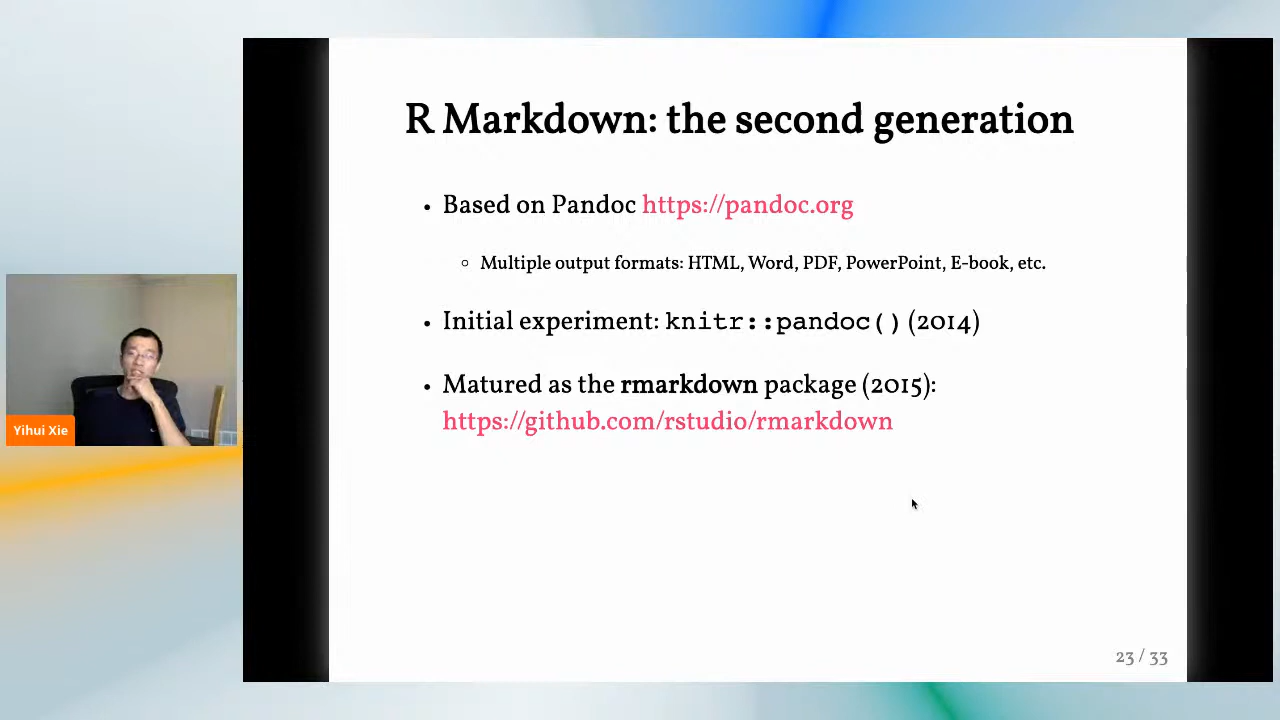 R Markdown: the second generation
• Based on Pandoc https://pandoc.org
◦ Multiple output formats: HTML, Word, PDF, PowerPoint, E-book, etc.
• Initial experiment: knitr::pandoc() (2014)
• Matured as the rmarkdown package (2015):
https://github.com/rstudio/rmarkdown
Yihui Xie
23 / 33